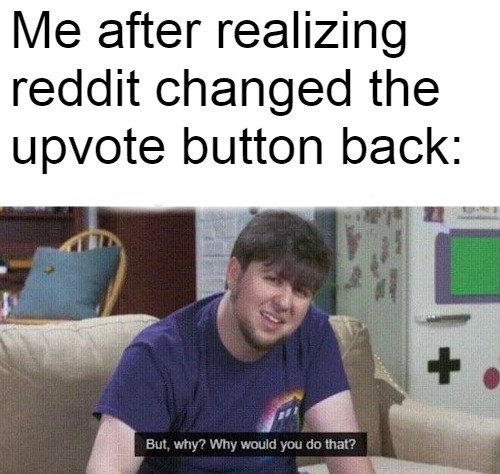 Me after realizing
reddit changed the
upvote button back:
But, why? Why would you do that?